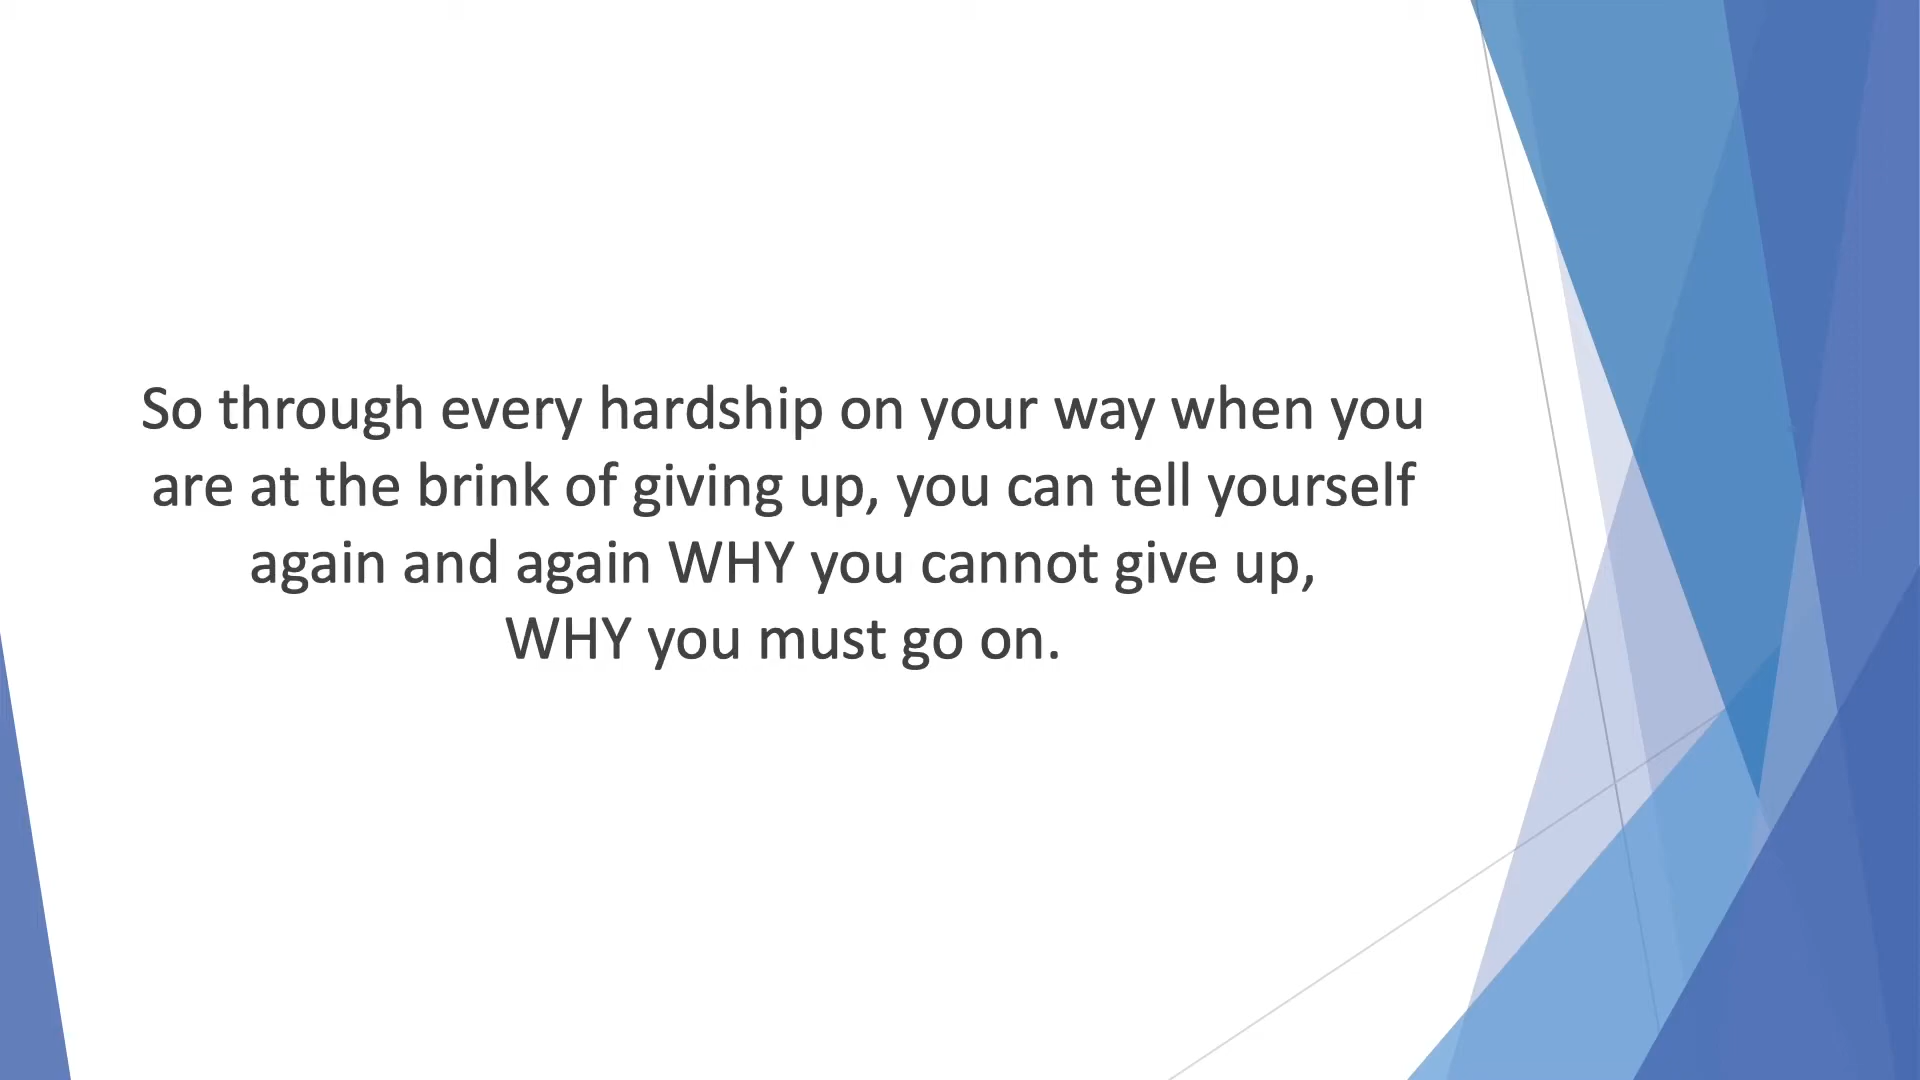 So through every hardship on your way when you
are at the brink of giving up, you can tell yourself
again and again WHY you cannot give up,
WHY you must go on.